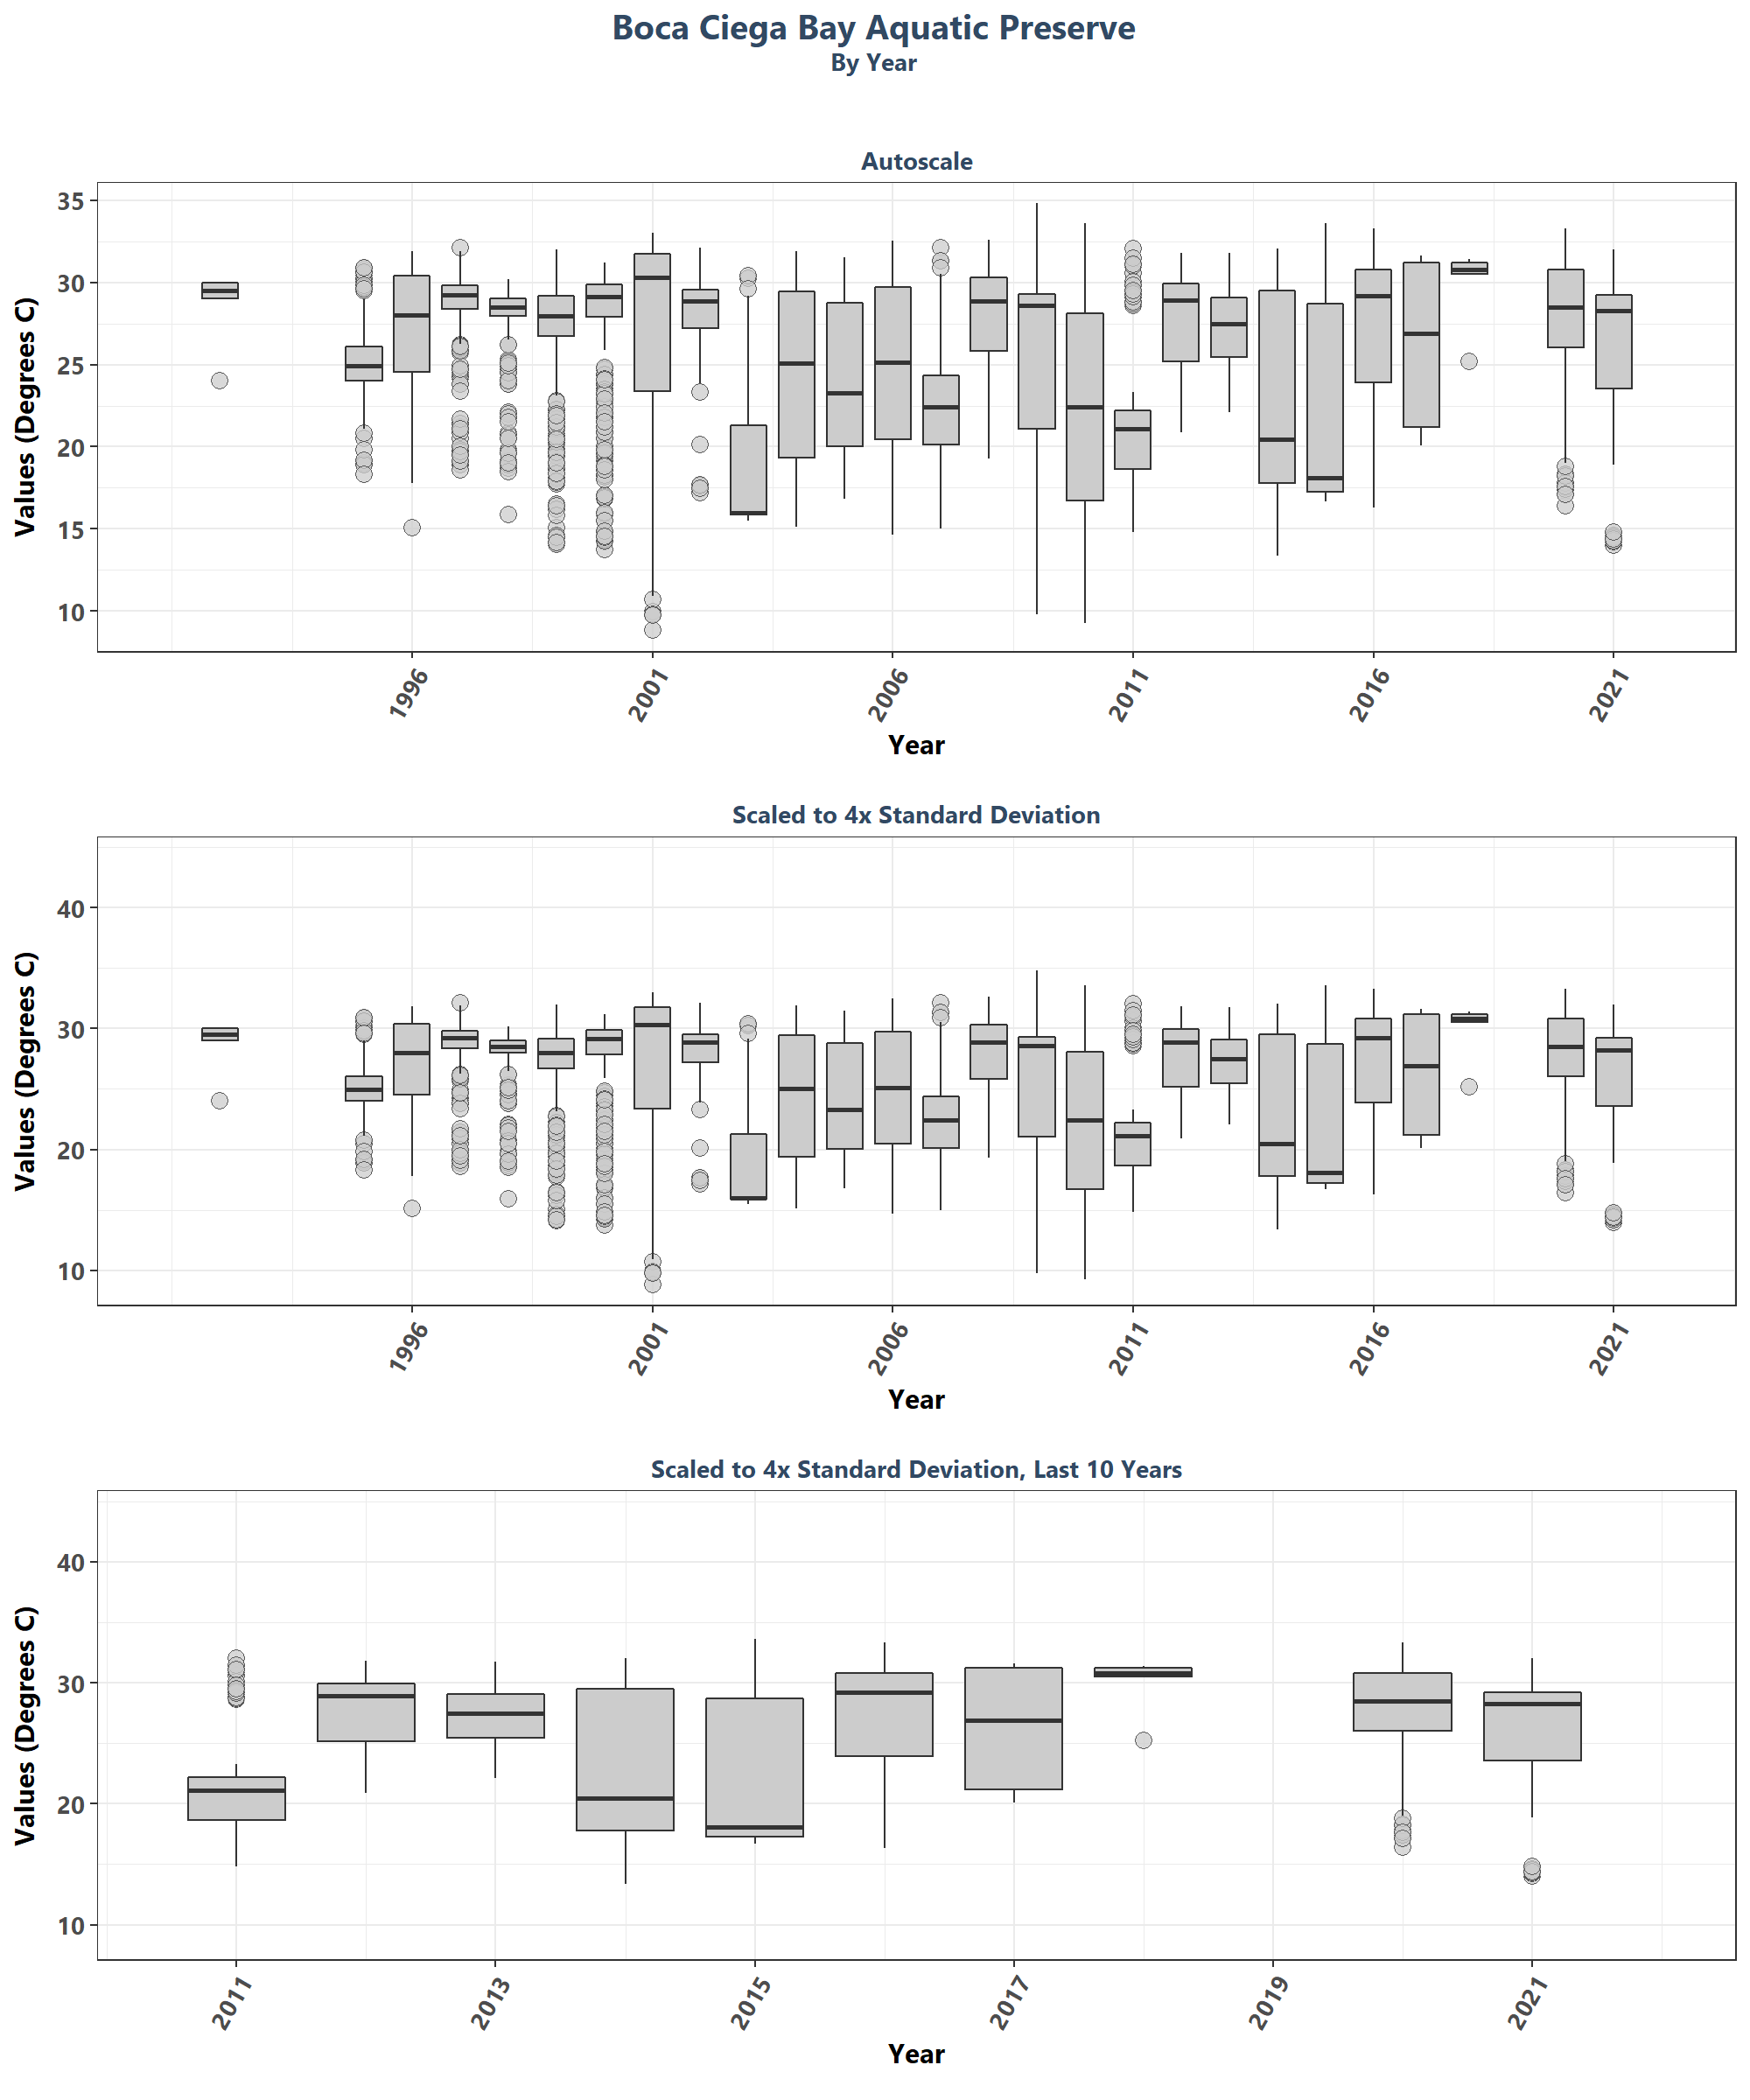 Boca Ciega Bay Aquatic Preserve
By Year
Autoscale
Values (Degrees C)
35
30
25
20
15
10
1996
2001
2006
2011
2016
2021
Year
Scaled to 4x Standard Deviation
Values (Degrees C)
40
30
20
10
1996
2001
2006
2011
2016
2021
Year
Scaled to 4x Standard Deviation, Last 10 Years
Values (Degrees C)
40
30
20
10
2011
2013
2015
2017
2019
2021
Year